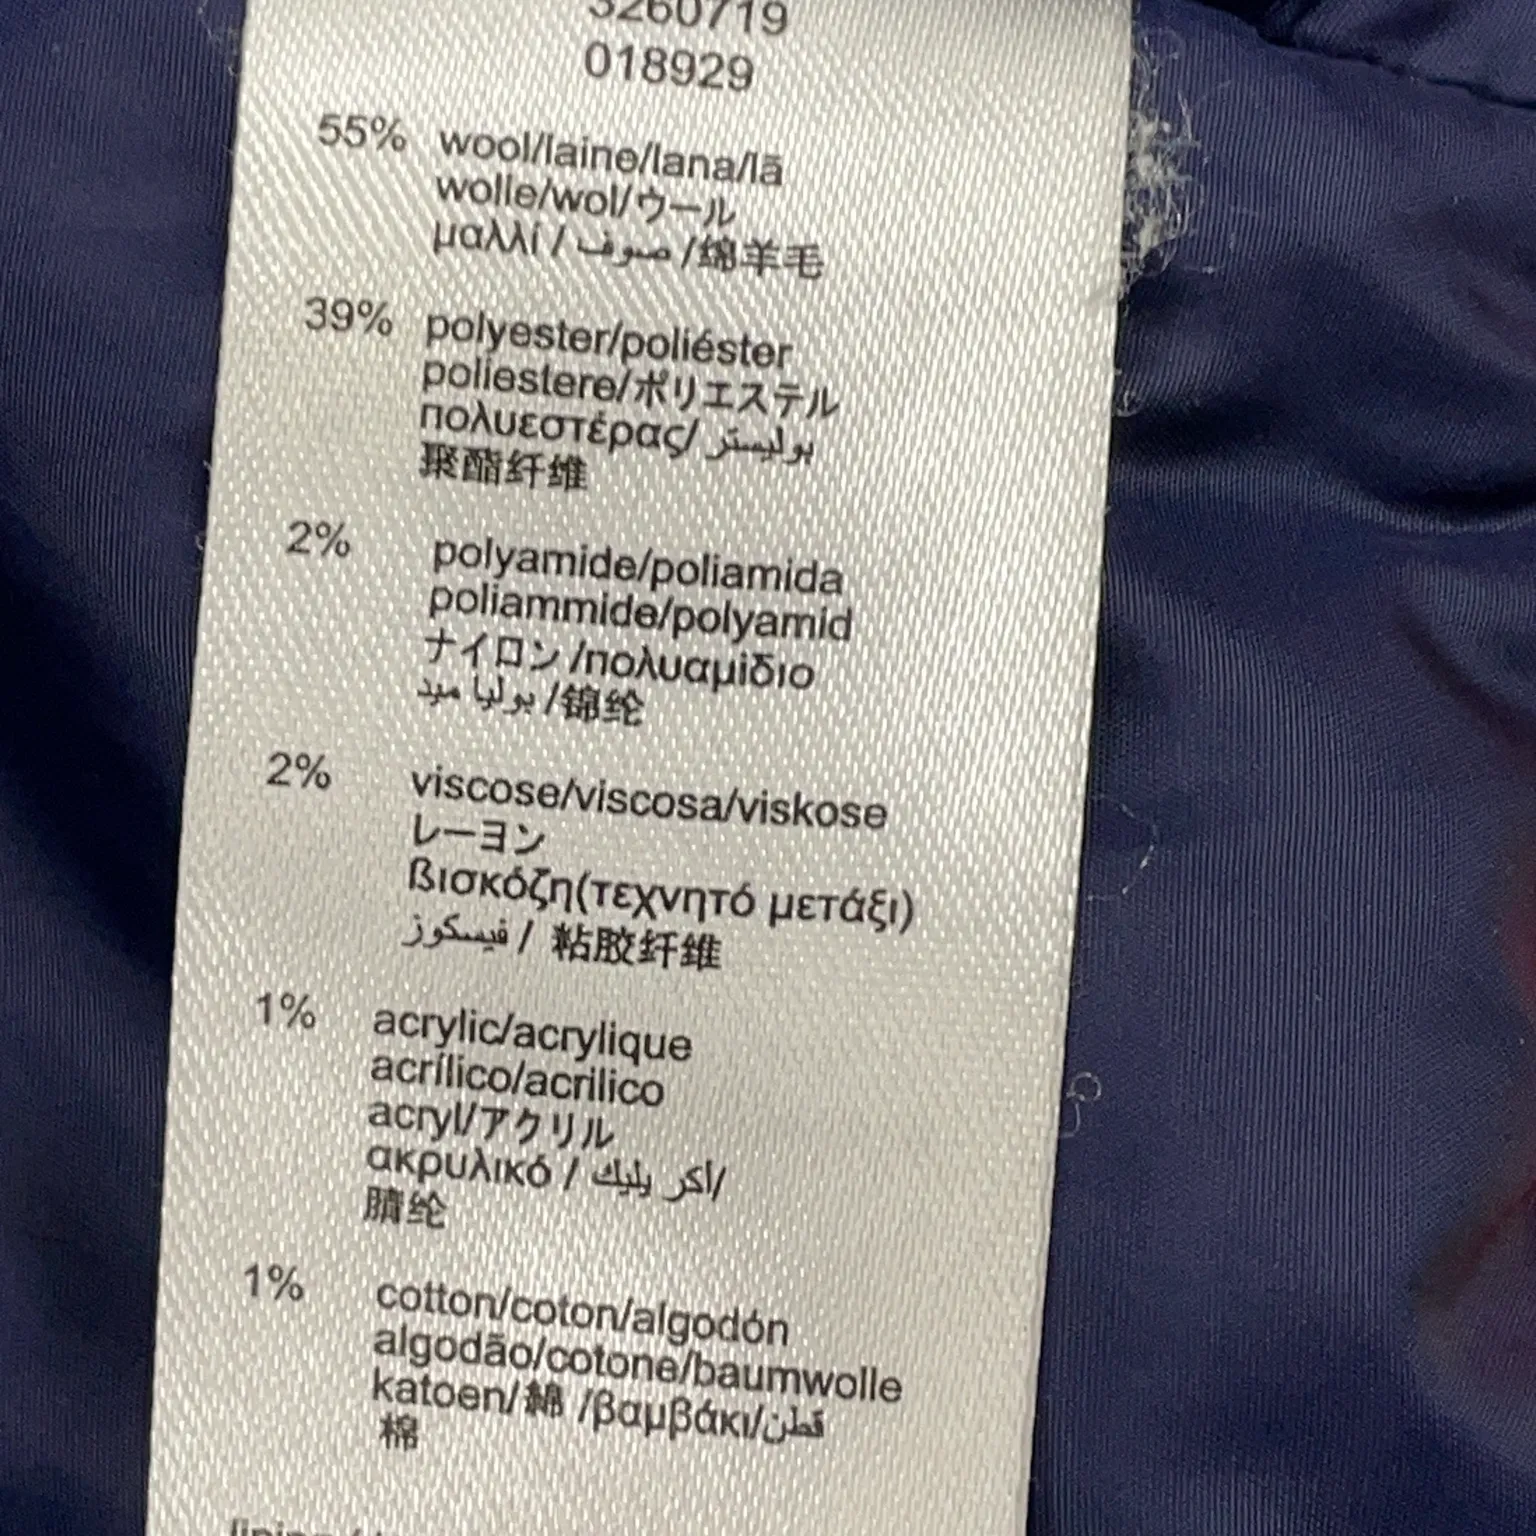 3260719
018929
55% wool/laine/lana/lã
wolle/wol/ウール
μαλλί / صوف /绵羊毛
39% polyester/poliéster
poliestere/ポリエステル
πολυεστέρας/ بوليستر
聚酯纤维
2% polyamide/poliamida
poliammide/polyamid
ナイロン /πολυαμίδιο
بوليا ميد /锦纶
2% viscose/viscosa/viskose
レーヨン
βισκόζη(τεχνητό μετάξι)
فيسكوز / 粘胶纤维
1% acrylic/acrylique
acrílico/acrilico
acryl/アクリル
ακρυλικό / أكر يليك/
腈纶
1% cotton/coton/algodón
algodão/cotone/baumwolle
katoen/綿 /βαμβάκι/قطن
棉
lining/